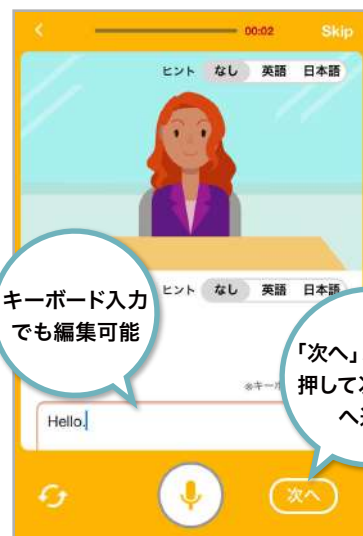 00:02 Skip
ヒント なし 英語 日本語
ヒント なし 英語 日本語
キーボード入力
でも編集可能
「次へ」
押して
※キー
Hello.
次へ